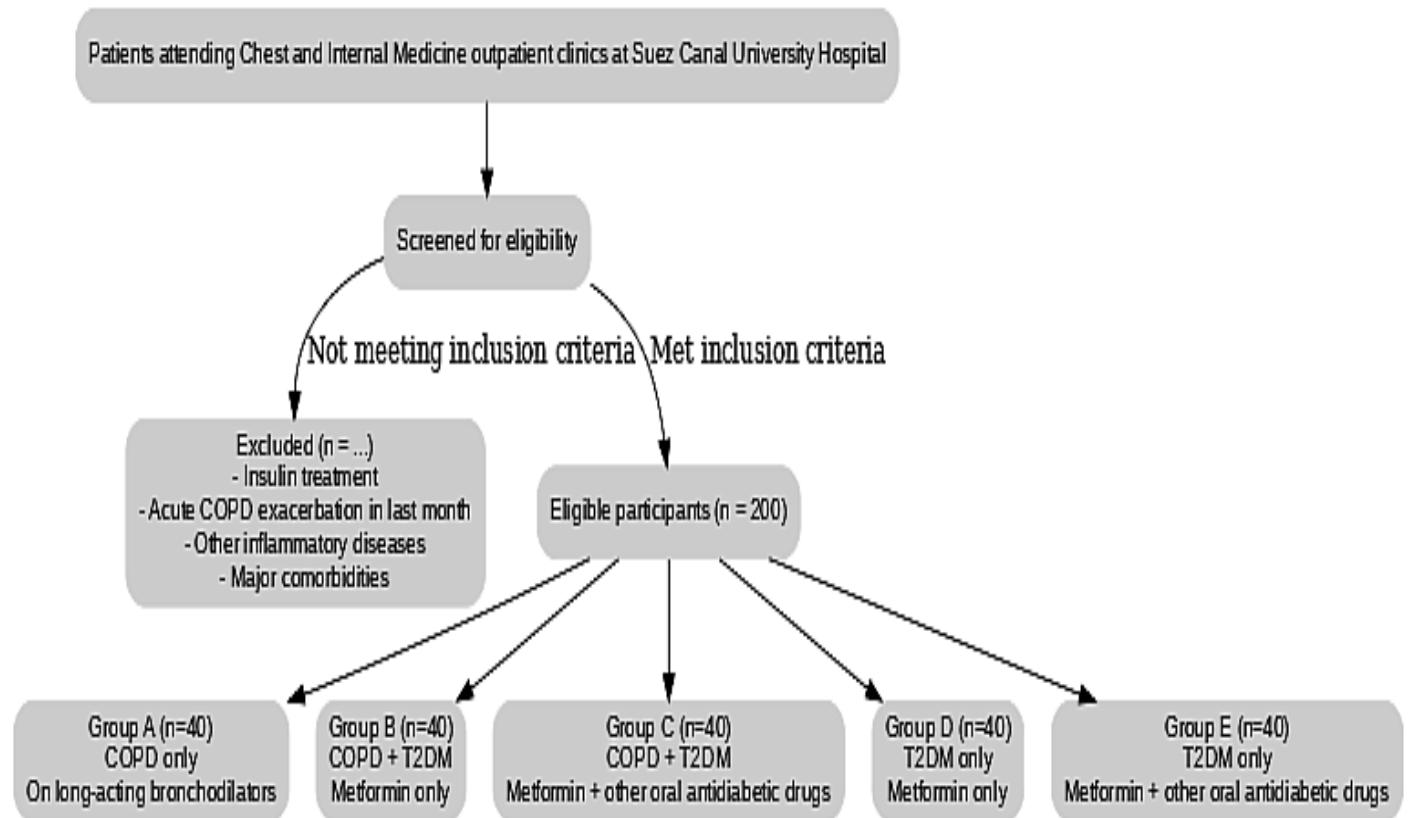 Patients attending Chest and Internal Medicine outpatient clinics at Suez Canal University Hospital
Screened for eligibility
Not meeting inclusion criteria
Met inclusion criteria
Excluded (n = ...)
- Insulin treatment
- Acute COPD exacerbation in last month
- Other inflammatory diseases
- Major comorbidities
Eligible participants (n = 200)
Group A (n=40)
COPD only
On long-acting bronchodilators
Group B (n=40)
COPD + T2DM
Metformin only
Group C (n=40)
COPD + T2DM
Metformin + other oral antidiabetic drugs
Group D (n=40)
T2DM only
Metformin only
Group E (n=40)
T2DM only
Metformin + other oral antidiabetic drugs